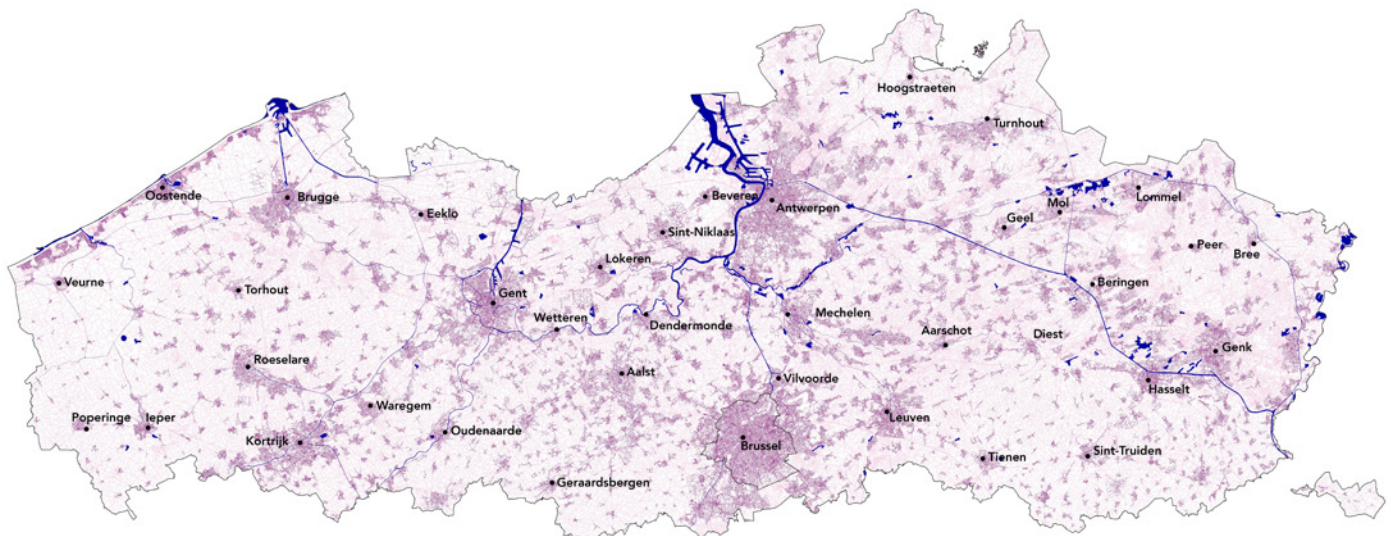 Hoogstraeten
Turnhout
Oostende
Brugge
Eeklo
Beveren
Antwerpen
Lommel
Mol
Geel
Sint-Niklaas
Peer
Bree
Lokeren
Veurne
Torhout
Gent
Beringen
Wetteren
Dendermonde
Mechelen
Aarschot
Diest
Genk
Roeselare
Aalst
Vilvoorde
Hasselt
Waregem
Leuven
Poperinge
Ieper
Oudenaarde
Kortrijk
Brussel
Tienen
Sint-Truiden
Geraardsbergen